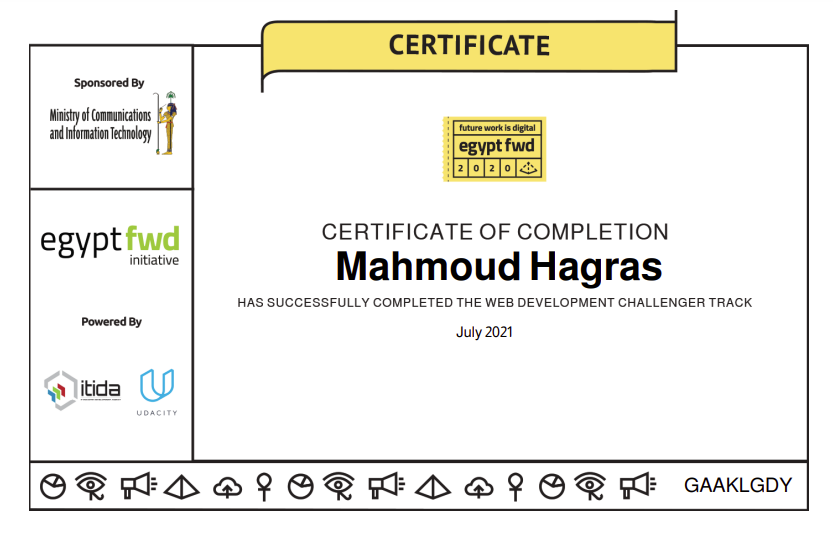 CERTIFICATE
Sponsored By
Ministry of Communications
and Information Technology
future work is digital
egypt fwd
2 0 2 0
egyptfwd
initiative
Powered By
itida
UDACITY
CERTIFICATE OF COMPLETION
Mahmoud Hagras
HAS SUCCESSFULLY COMPLETED THE WEB DEVELOPMENT CHALLENGER TRACK
July 2021
GAAKLGDY